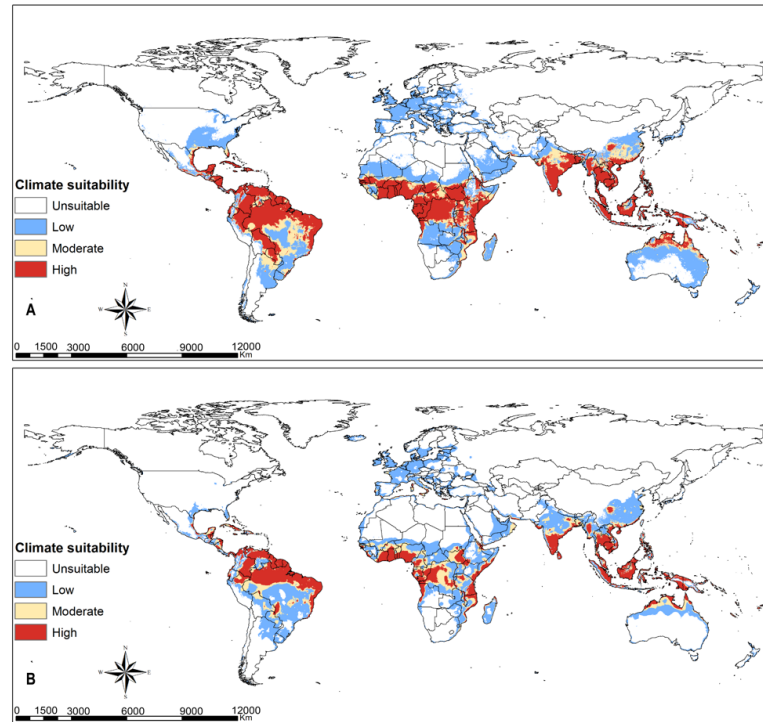 Climate suitability
Unsuitable
Low
Moderate
High
A
N
W E
S
0 1500 3000 6000 9000 12000
Km
Climate suitability
Unsuitable
Low
Moderate
High
B
N
W E
S
0 1500 3000 6000 9000 12000
Km